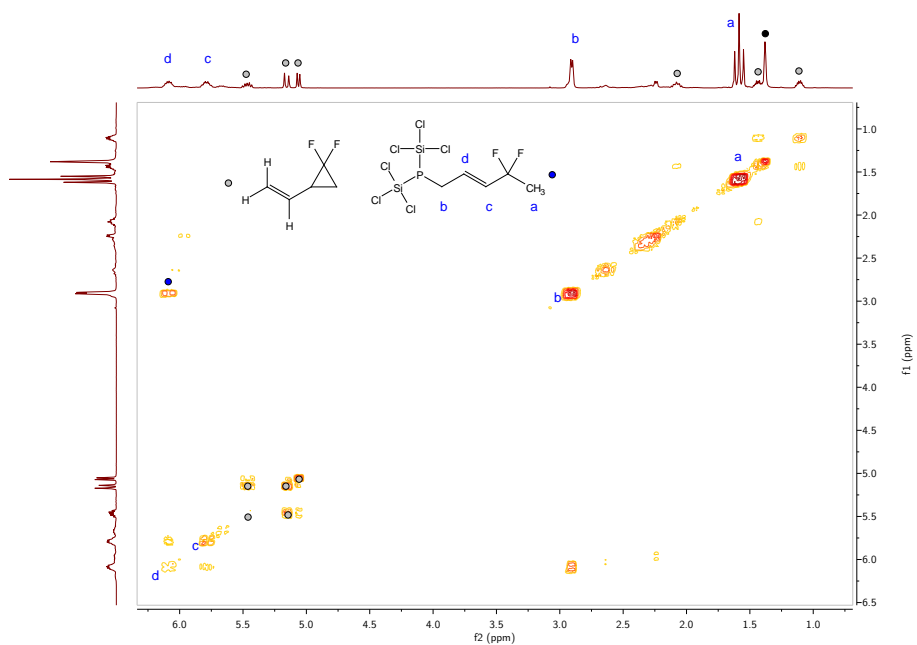 a
d c b
Cl
Si
Cl Cl
d
F F
H
F F
Cl
Cl
Si P
CH3
Cl
H
Cl
b c a
H
a
b
c
d
1.0
1.5
2.0
2.5
3.0
3.5
4.0
4.5
5.0
5.5
6.0
6.5
f1 (ppm)
6.0 5.5 5.0 4.5 4.0 3.5 3.0 2.5 2.0 1.5 1.0
f2 (ppm)